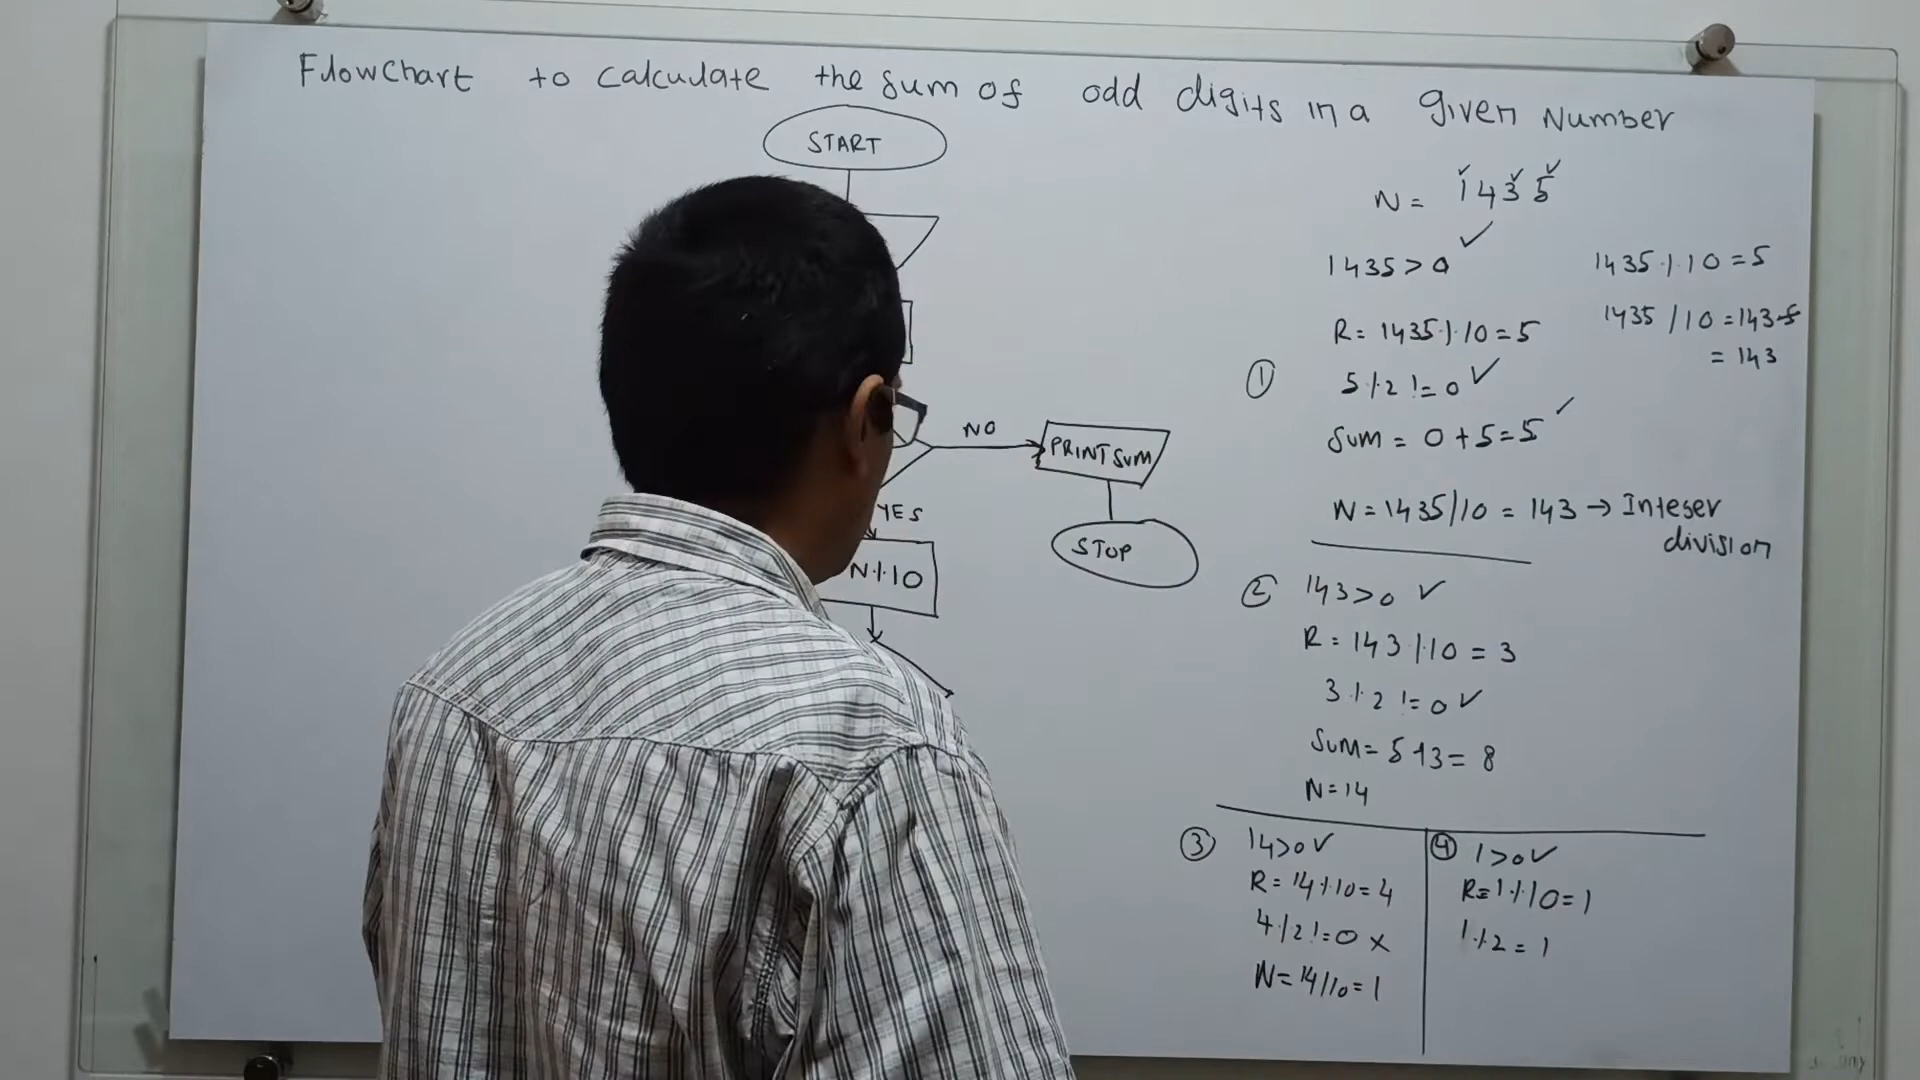 FlowChart to calculate the sum of odd digits in a given Number
START
NO
PRINT SUM
STOP
YES
N%10
N = 1435
1435>0
1435%10=5
1435/10=143.5
=143
R=1435%10=5
① 5%2!=0
Sum=0+5=5
N=1435/10=143→Integer
division
② 143>0
R=143%10=3
3%2!=0
Sum=5+3=8
N=14
③ 14>0
R=14%10=4
4%2!=0 x
N=14/10=1
④ 1>0
R=1%10=1
1%2=1